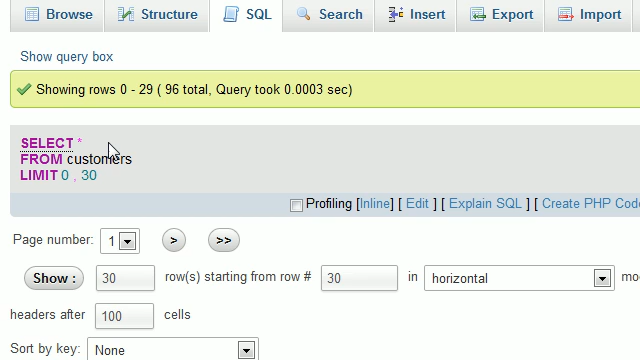 Browse Structure SQL Search Insert Export Import
Show query box
Showing rows 0 - 29 ( 96 total, Query took 0.0003 sec)
SELECT *
FROM customers
LIMIT 0 , 30
Profiling [Inline] [ Edit ] [ Explain SQL ] [ Create PHP Cod
Page number: 1 > >>
Show : 30 row(s) starting from row # 30 in horizontal mo
headers after 100 cells
Sort by key: None